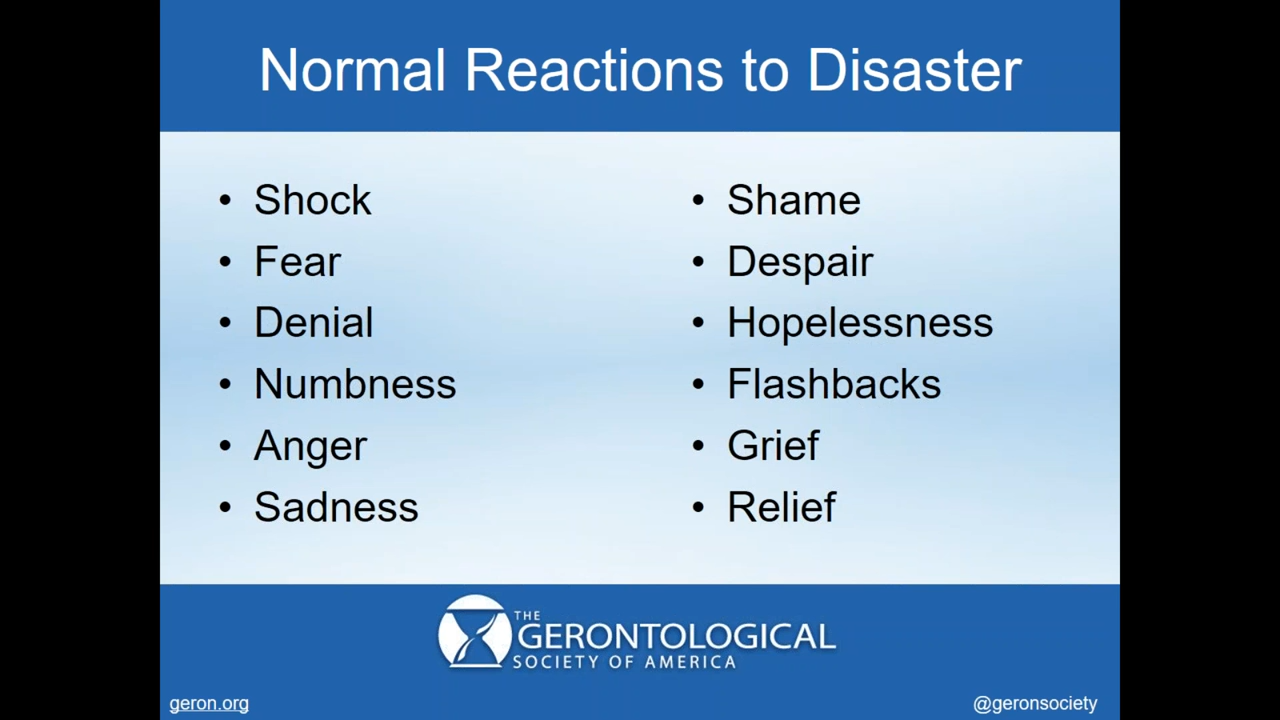 Normal Reactions to Disaster
• Shock
• Fear
• Denial
• Numbness
• Anger
• Sadness
• Shame
• Despair
• Hopelessness
• Flashbacks
• Grief
• Relief
THE
GERONTOLOGICAL
SOCIETY OF AMERICA
geron.org
@geronsociety